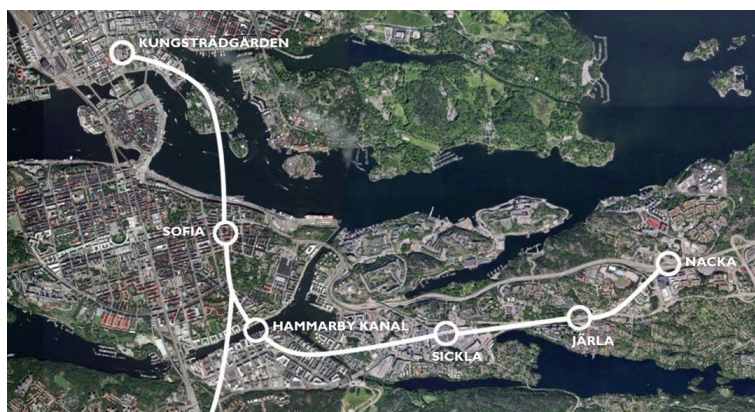 KUNGSTRÄDGÅRDEN
SOFIA
NACKA
HAMMARBY KANAL
JÄRLA
SICKLA